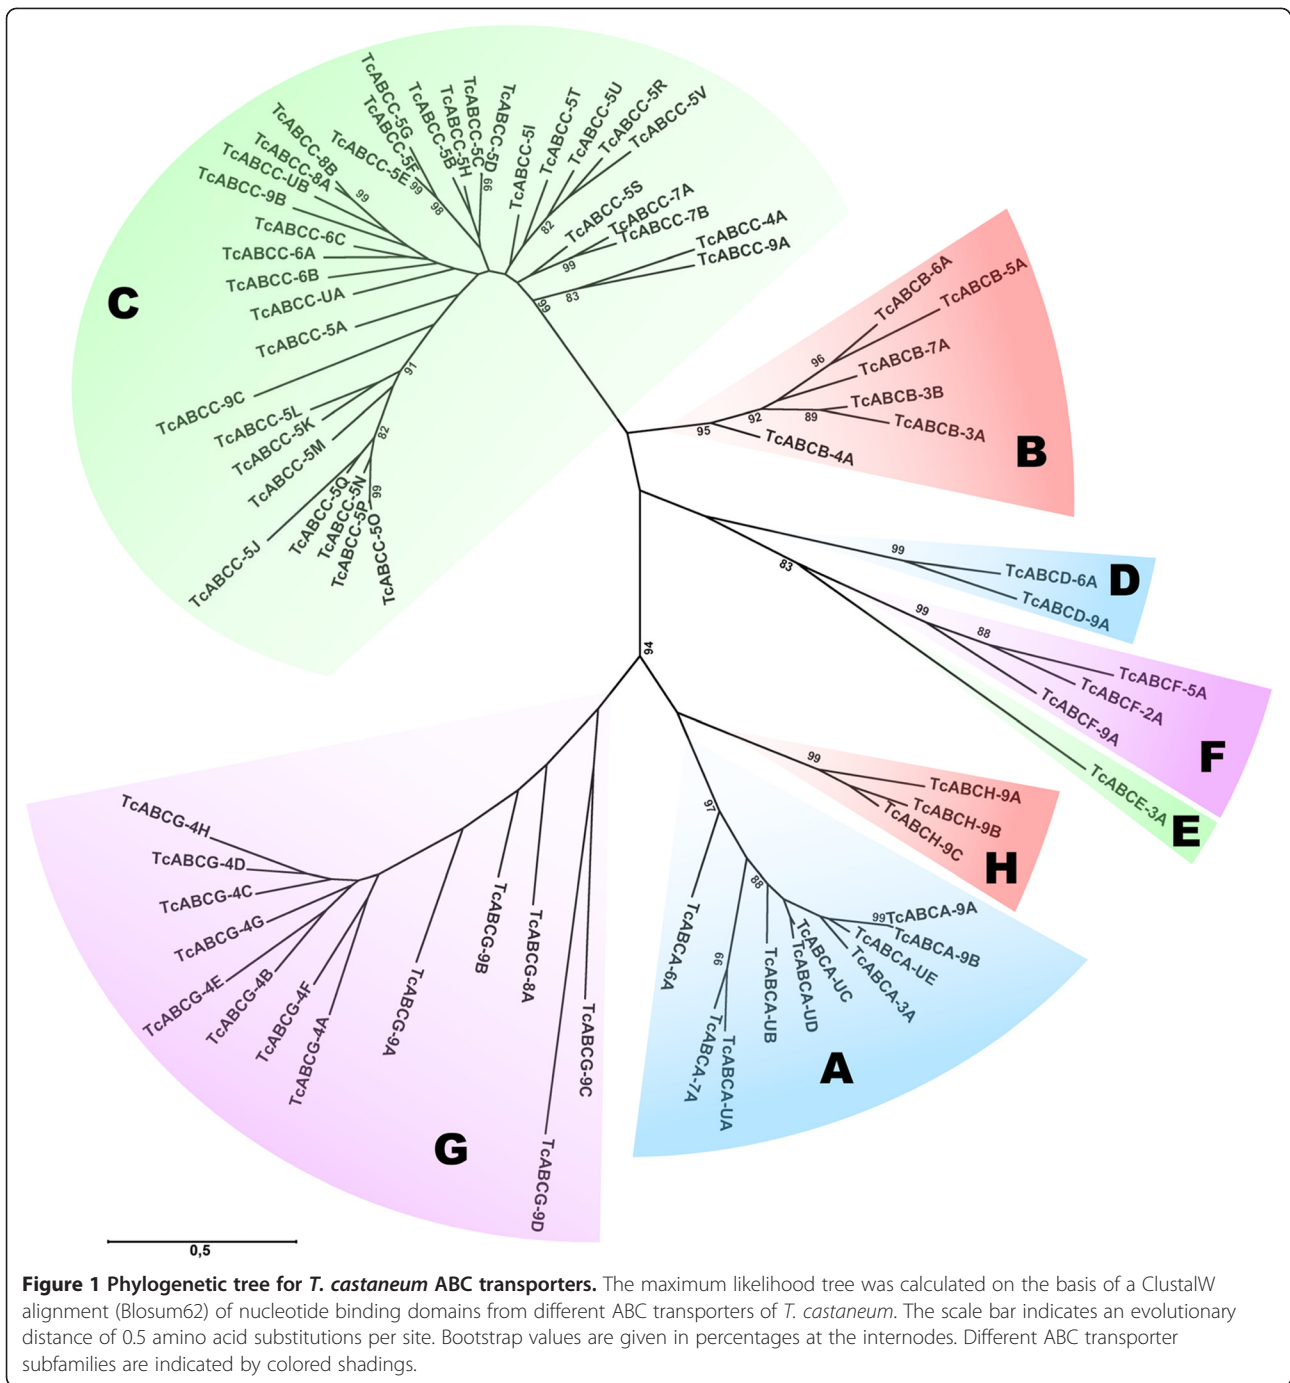 TcABCC-5G
TcABCC-5F
TcABCC-5E
TcABCC-5B
TcABCC-5H
TcABCC-5C
TcABCC-5D
TcABCC-5I
TcABCC-5T
TcABCC-5U
TcABCC-5R
TcABCC-5V
TcABCC-8B
TcABCC-8A
TcABCC-UB
TcABCC-9B
TcABCC-6C
TcABCC-6A
TcABCC-6B
TcABCC-UA
TcABCC-5A
TcABCC-9C
TcABCC-5L
TcABCC-5K
TcABCC-5M
TcABCC-5J
TcABCC-5Q
TcABCC-5N
TcABCC-5P
TcABCC-5O
TcABCC-5S
TcABCC-7A
TcABCC-7B
TcABCC-4A
TcABCC-9A
99
99
98
99
82
99
83
99
91
82
99
C
TcABCB-6A
TcABCB-5A
TcABCB-7A
TcABCB-3B
TcABCB-3A
TcABCB-4A
96
92
89
95
B
99
TcABCD-6A
TcABCD-9A
D
83
99
88
TcABCF-5A
TcABCF-2A
TcABCF-9A
F
TcABCE-3A
E
94
99
TcABCH-9A
TcABCH-9B
TcABCH-9C
H
97
88
99
99
TcABCA-9A
TcABCA-9B
TcABCA-UE
TcABCA-3A
TcABCA-UC
TcABCA-UD
TcABCA-UB
TcABCA-UA
TcABCA-7A
TcABCA-6A
A
TcABCG-4H
TcABCG-4D
TcABCG-4C
TcABCG-4G
TcABCG-4E
TcABCG-4B
TcABCG-4F
TcABCG-4A
TcABCG-9A
TcABCG-9B
TcABCG-8A
TcABCG-9C
TcABCG-9D
G
0,5
Figure 1 Phylogenetic tree for T. castaneum ABC transporters. The maximum likelihood tree was calculated on the basis of a ClustalW
alignment (Blosum62) of nucleotide binding domains from different ABC transporters of T. castaneum. The scale bar indicates an evolutionary
distance of 0.5 amino acid substitutions per site. Bootstrap values are given in percentages at the internodes. Different ABC transporter
subfamilies are indicated by colored shadings.